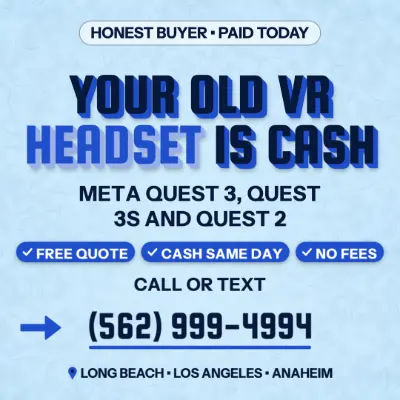 HONEST BUYER • PAID TODAY
YOUR OLD VR
HEADSET IS CASH
META QUEST 3, QUEST
3S AND QUEST 2
✓ FREE QUOTE ✓ CASH SAME DAY ✓ NO FEES
CALL OR TEXT
(562) 999-4994
LONG BEACH • LOS ANGELES • ANAHEIM